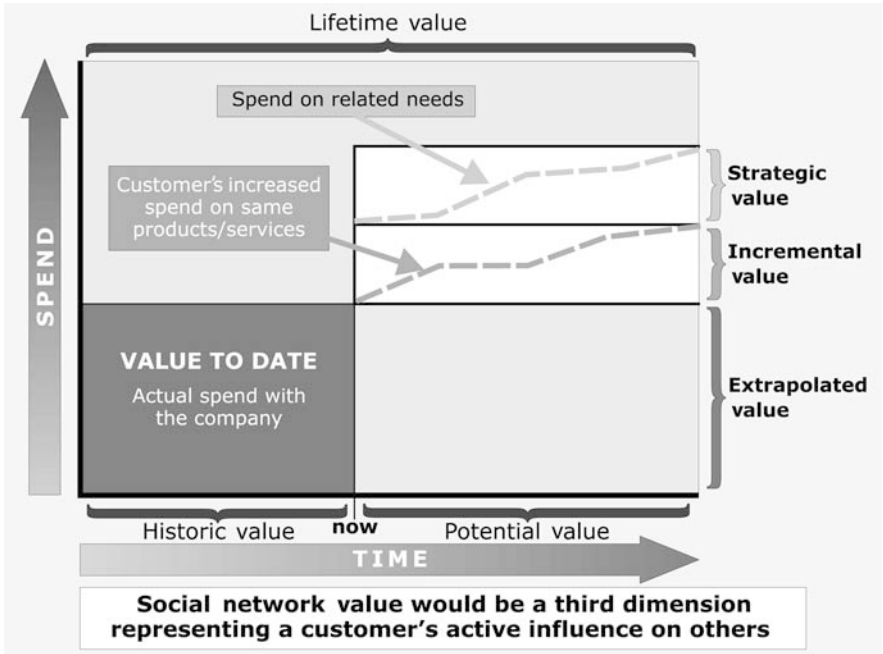 Lifetime value
Spend on related needs
Customer's increased
spend on same
products/services
Strategic
value
Incremental
value
SPEND
VALUE TO DATE
Actual spend with
the company
Extrapolated
value
Historic value
now
Potential value
TIME
Social network value would be a third dimension
representing a customer's active influence on others